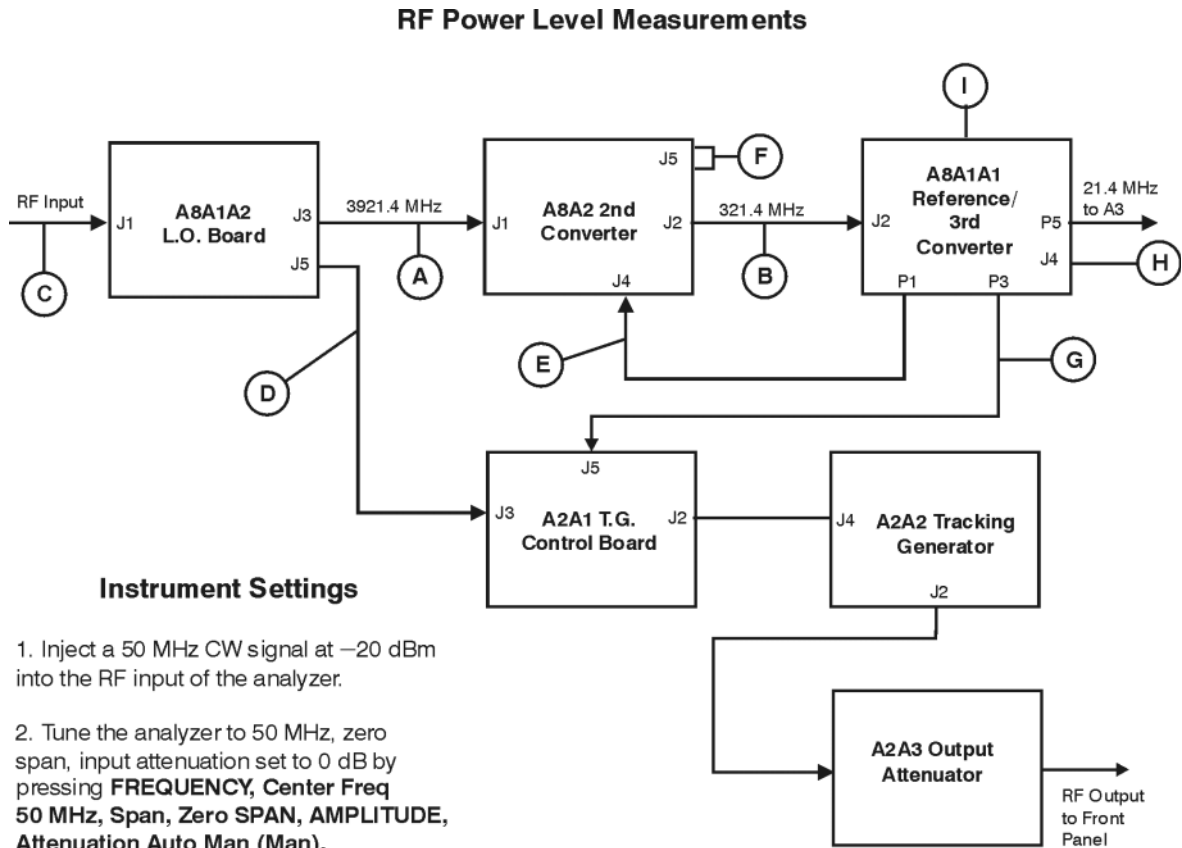 RF Power Level Measurements
I
RF Input
C
J1
A8A1A2
L.O. Board
J3
J5
3921.4 MHz
A
D
J1
A8A2 2nd
Converter
J5
J2
J4
F
321.4 MHz
B
E
J2
A8A1A1
Reference/
3rd
Converter
P5
J4
P1
P3
21.4 MHz
to A3
H
G
J5
J3
A2A1 T.G.
Control Board
J2
J4
A2A2 Tracking
Generator
J2
A2A3 Output
Attenuator
RF Output
to Front
Panel
Instrument Settings
1. Inject a 50 MHz CW signal at −20 dBm
into the RF input of the analyzer.
2. Tune the analyzer to 50 MHz, zero
span, input attenuation set to 0 dB by
pressing FREQUENCY, Center Freq
50 MHz, Span, Zero SPAN, AMPLITUDE,
Attenuation Auto Man (Man).